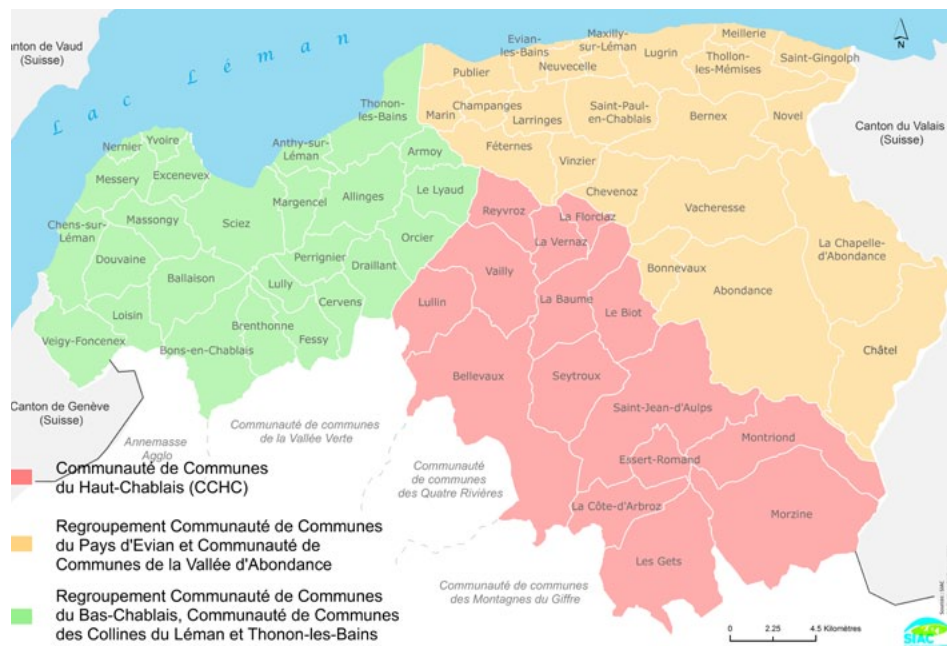 Canton de Vaud
(Suisse)
Lac Léman
N
Meillerie
Maxilly-
sur-Léman
Evian-
les-Bains
Lugrin
Saint-Gingolph
Thollon-
les-Mémises
Neuvecelle
Publier
Thonon-
les-Bains
Champanges
Marin
Larringes
Saint-Paul-
en-Chablais
Bernex
Novel
Canton du Valais
(Suisse)
Yvoire
Nernier
Anthy-sur-
Léman
Armoy
Féternes
Vinzier
Excenevex
Messery
Margencel
Allinges
Le Lyaud
Chevenoz
Vacheresse
Massongy
Sciez
Chens-sur-
Léman
Reyvroz
La Florclaz
La Vernaz
Orcier
La Chapelle-
d'Abondance
Douvaine
Perrignier
Draillant
Ballaison
Lully
Vailly
Bonnevaux
Abondance
Lullin
La Baume
Le Biot
Cervens
Loisin
Brenthonne
Fessy
Veigy-Foncenex
Bons-en-Chablais
Châtel
Bellevaux
Seytroux
Canton de Genève
(Suisse)
Saint-Jean-d'Aulps
Communauté de communes
de la Vallée Verte
Annemasse
Agglo
Montriond
Essert-Romand
Communauté
de communes
des Quatre Rivières
La Côte-d'Arbroz
Morzine
Les Gets
Communauté de communes
des Montagnes du Giffre
Communauté de Communes
du Haut-Chablais (CCHC)
Regroupement Communauté de Communes
du Pays d'Evian et Communauté de
Communes de la Vallée d'Abondance
Regroupement Communauté de Communes
du Bas-Chablais, Communauté de Communes
des Collines du Léman et Thonon-les-Bains
0 2.25 4.5 Kilomètres
SIAC